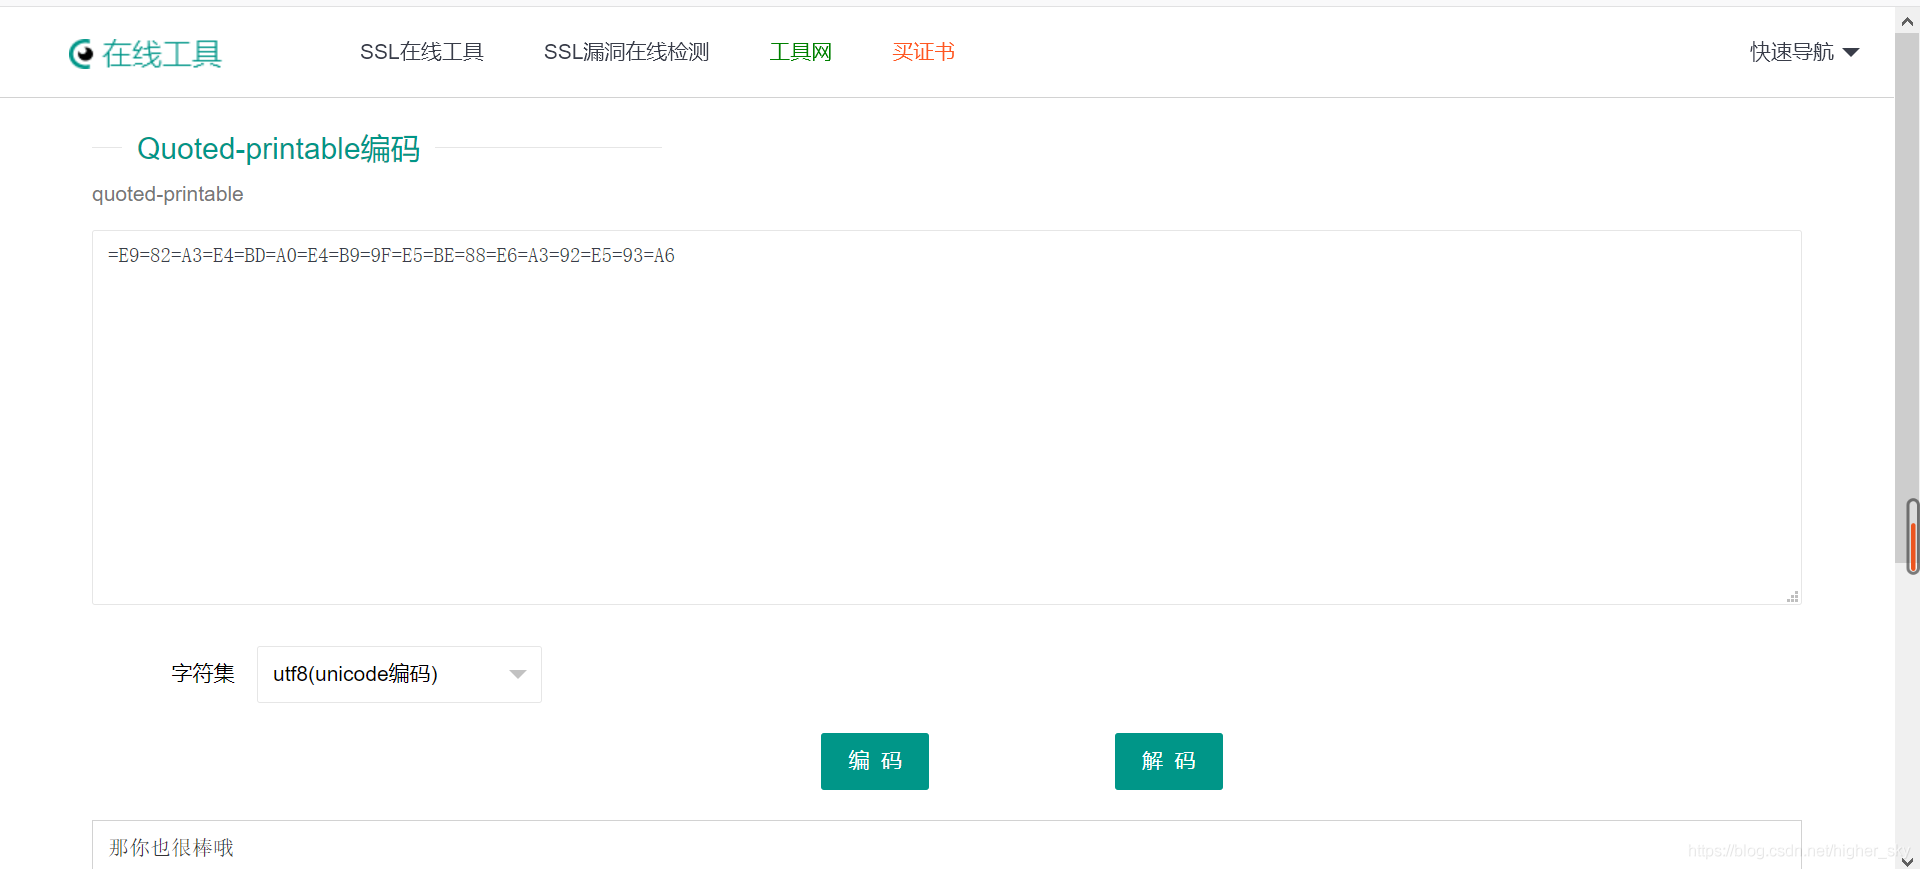 在线工具 SSL在线工具 SSL漏洞在线检测 工具网 买证书 快速导航
Quoted-printable编码
quoted-printable
=E9=82=A3=E4=BD=A0=E4=B9=9F=E5=BE=88=E6=A3=92=E5=93=A6
字符集 utf8(unicode编码)
编 码 解 码
那你也很棒哦
https://blog.csdn.net/higher_sky